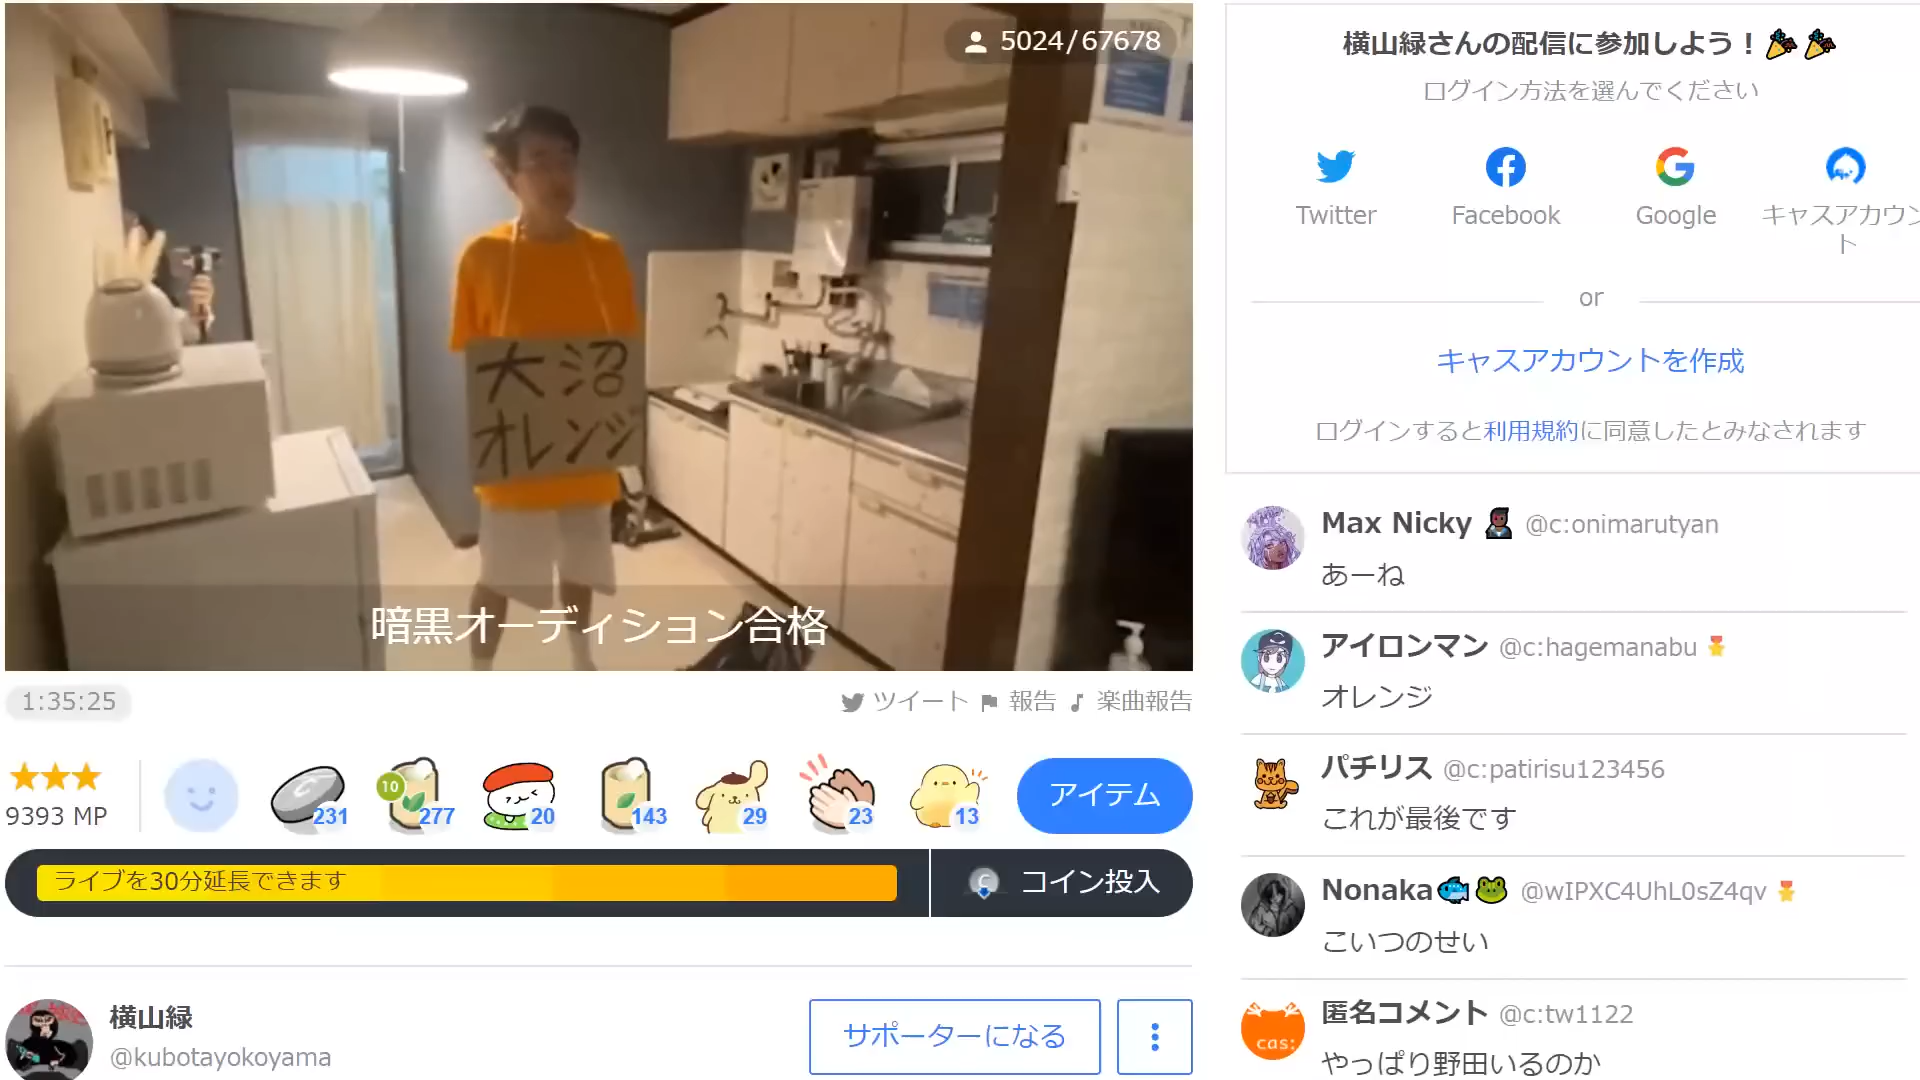 5024/67678
大沼
オレンジ
暗黒オーディション合格
1:35:25
ツイート 報告 楽曲報告
9393 MP
231
10
277
20
143
29
23
13
アイテム
ライブを30分延長できます
C コイン投入
横山緑
@kubotayokoyama
サポーターになる
横山緑さんの配信に参加しよう!
ログイン方法を選んでください
Twitter
Facebook
Google
キャスアカウン
ト
or
キャスアカウントを作成
ログインすると利用規約に同意したとみなされます
Max Nicky @c:onimarutyan
あーね
アイロンマン @c:hagemanabu
オレンジ
パチリス @c:patirisu123456
これが最後です
Nonaka @wIPXC4UhL0sZ4qv
こいつのせい
匿名コメント @c:tw1122
cas:
やっぱり野田いるのか